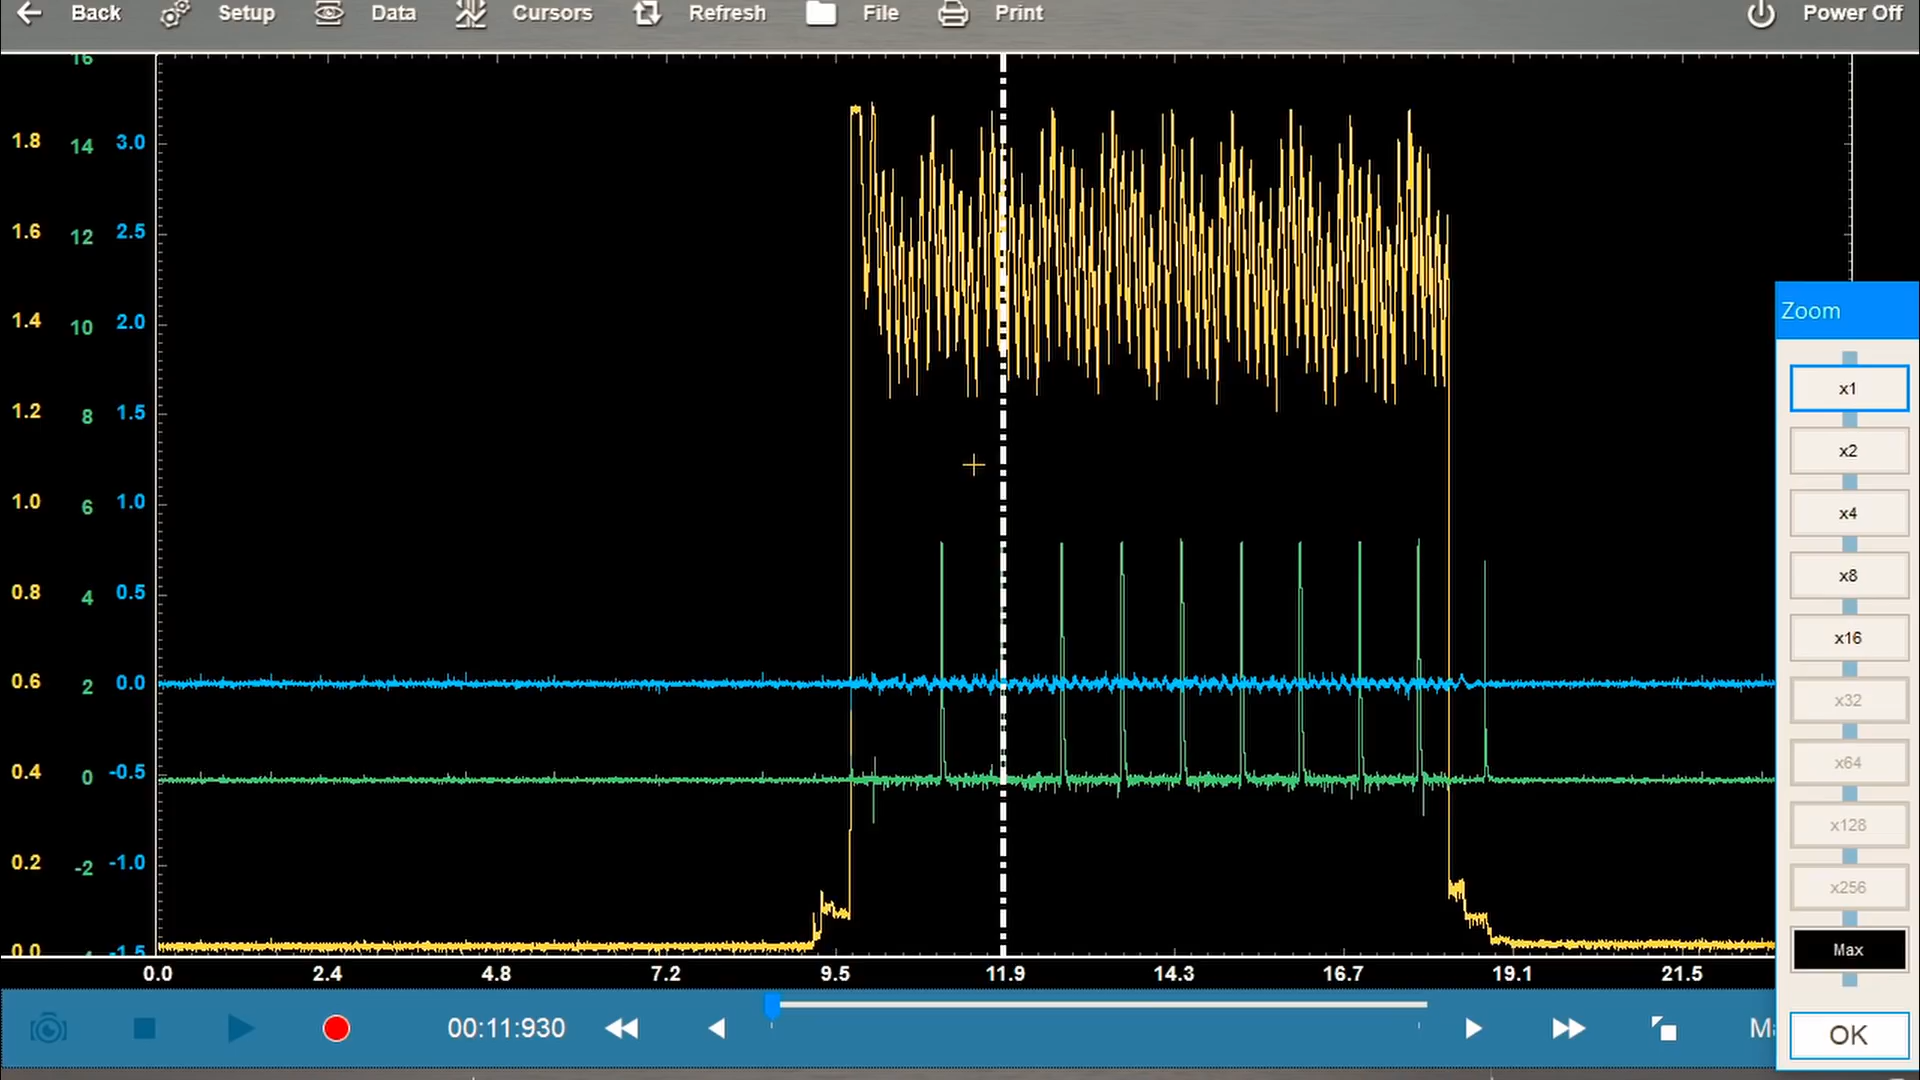 Back Setup Data Cursors Refresh File Print Power Off
16
1.8 14 3.0
1.6 12 2.5
1.4 10 2.0
1.2 8 1.5
1.0 6 1.0
0.8 4 0.5
0.6 2 0.0
0.4 0 -0.5
0.2 -2 -1.0
0.0 -1.5
0.0 2.4 4.8 7.2 9.5 11.9 14.3 16.7 19.1 21.5
Zoom
x1
x2
x4
x8
x16
x32
x64
x128
x256
Max
OK
00:11:930